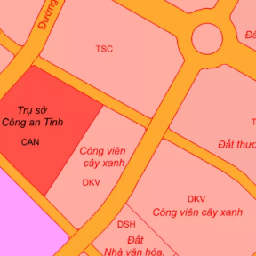 Đường
TSC
Trụ sở
Công an Tỉnh
CAN
Công viên
cây xanh
DKV
DKV
Công viên cây xanh
DSH
Đất
Nhà văn hóa
Đất